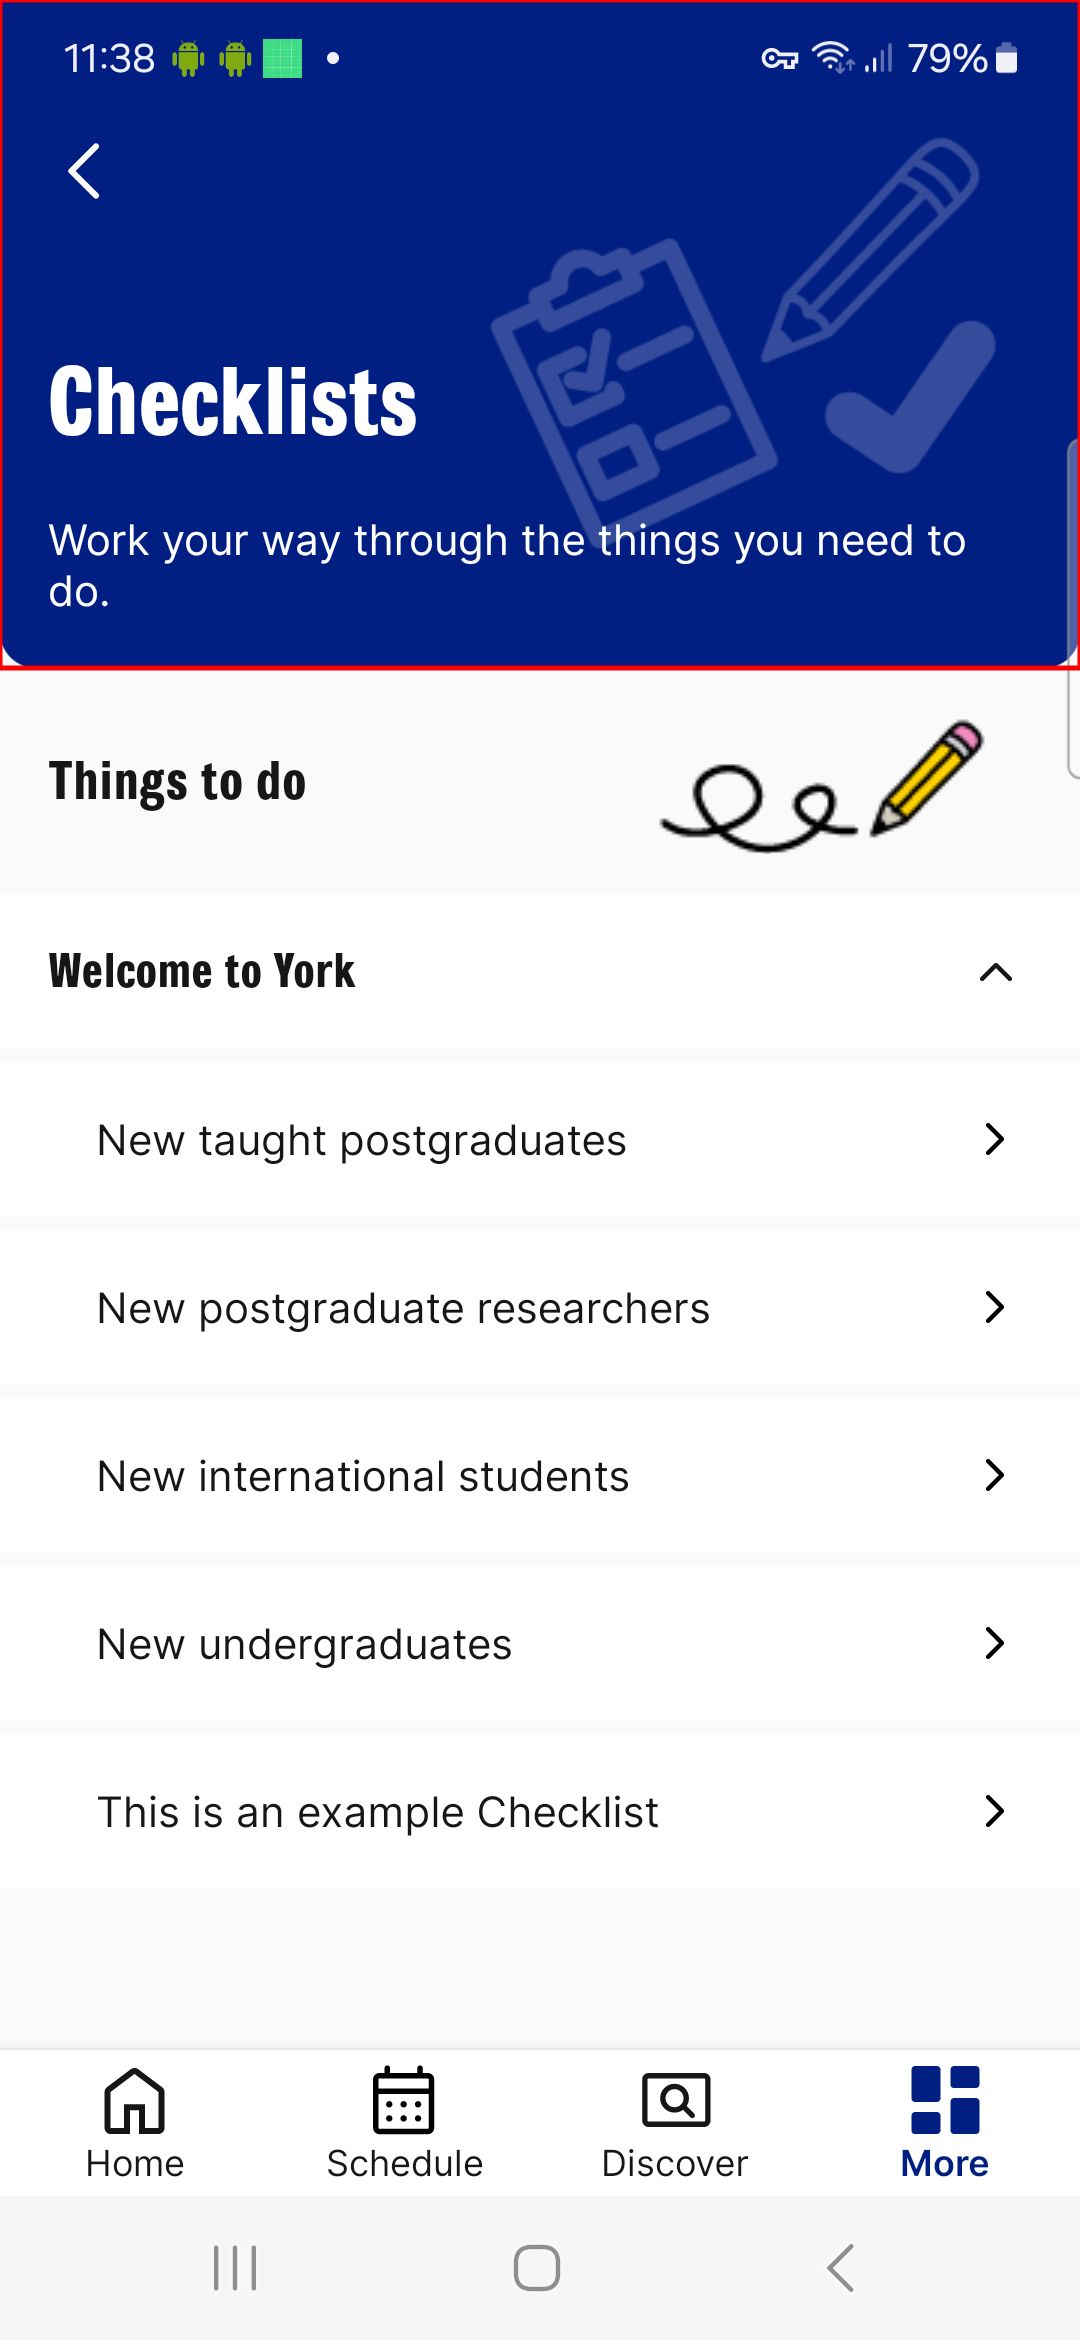 11:38
79%
Checklists
Work your way through the things you need to
do.
Things to do
Welcome to York
New taught postgraduates
New postgraduate researchers
New international students
New undergraduates
This is an example Checklist
Home
Schedule
Discover
More